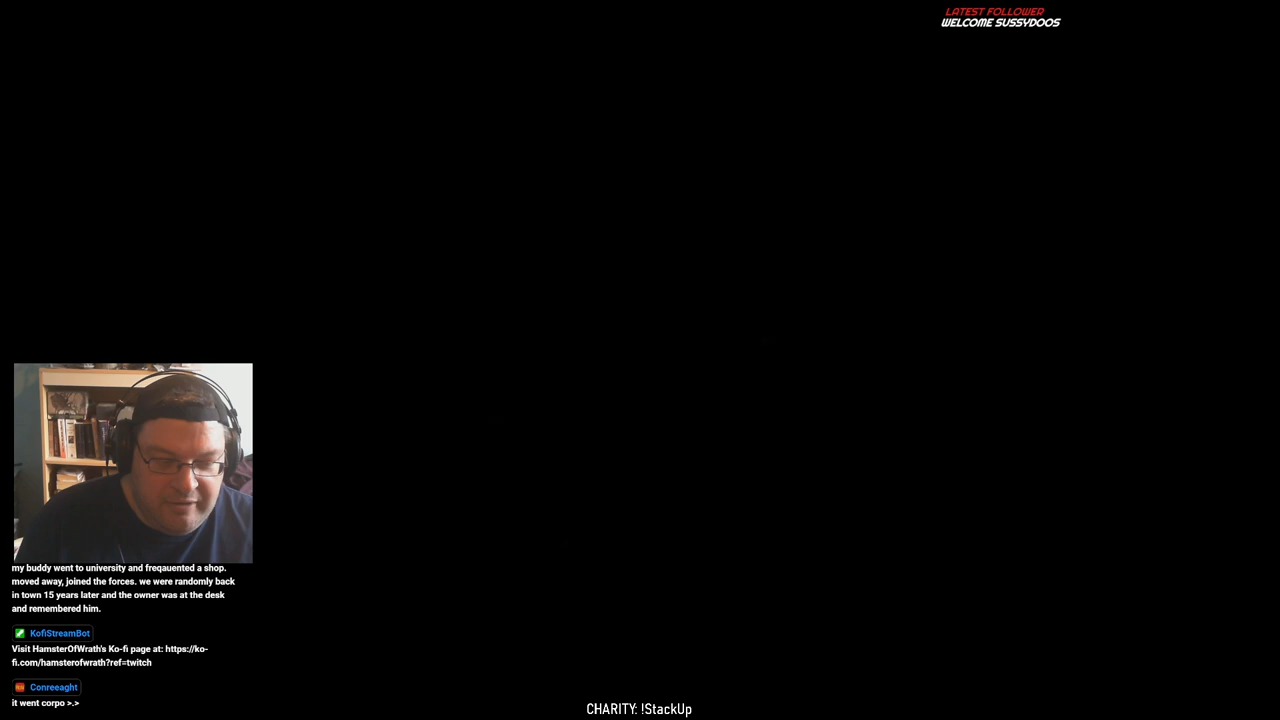 LATEST FOLLOWER
WELCOME SUSSYDOOS
my buddy went to university and freqauented a shop.
moved away, joined the forces. we were randomly back
in town 15 years later and the owner was at the desk
and remembered him.
KofiStreamBot
Visit HamsterOfWrath's Ko-fi page at: https://ko-
fi.com/hamsterofwrath?ref=twitch
Conreeaght
it went corpo >.>
CHARITY: !StackUp